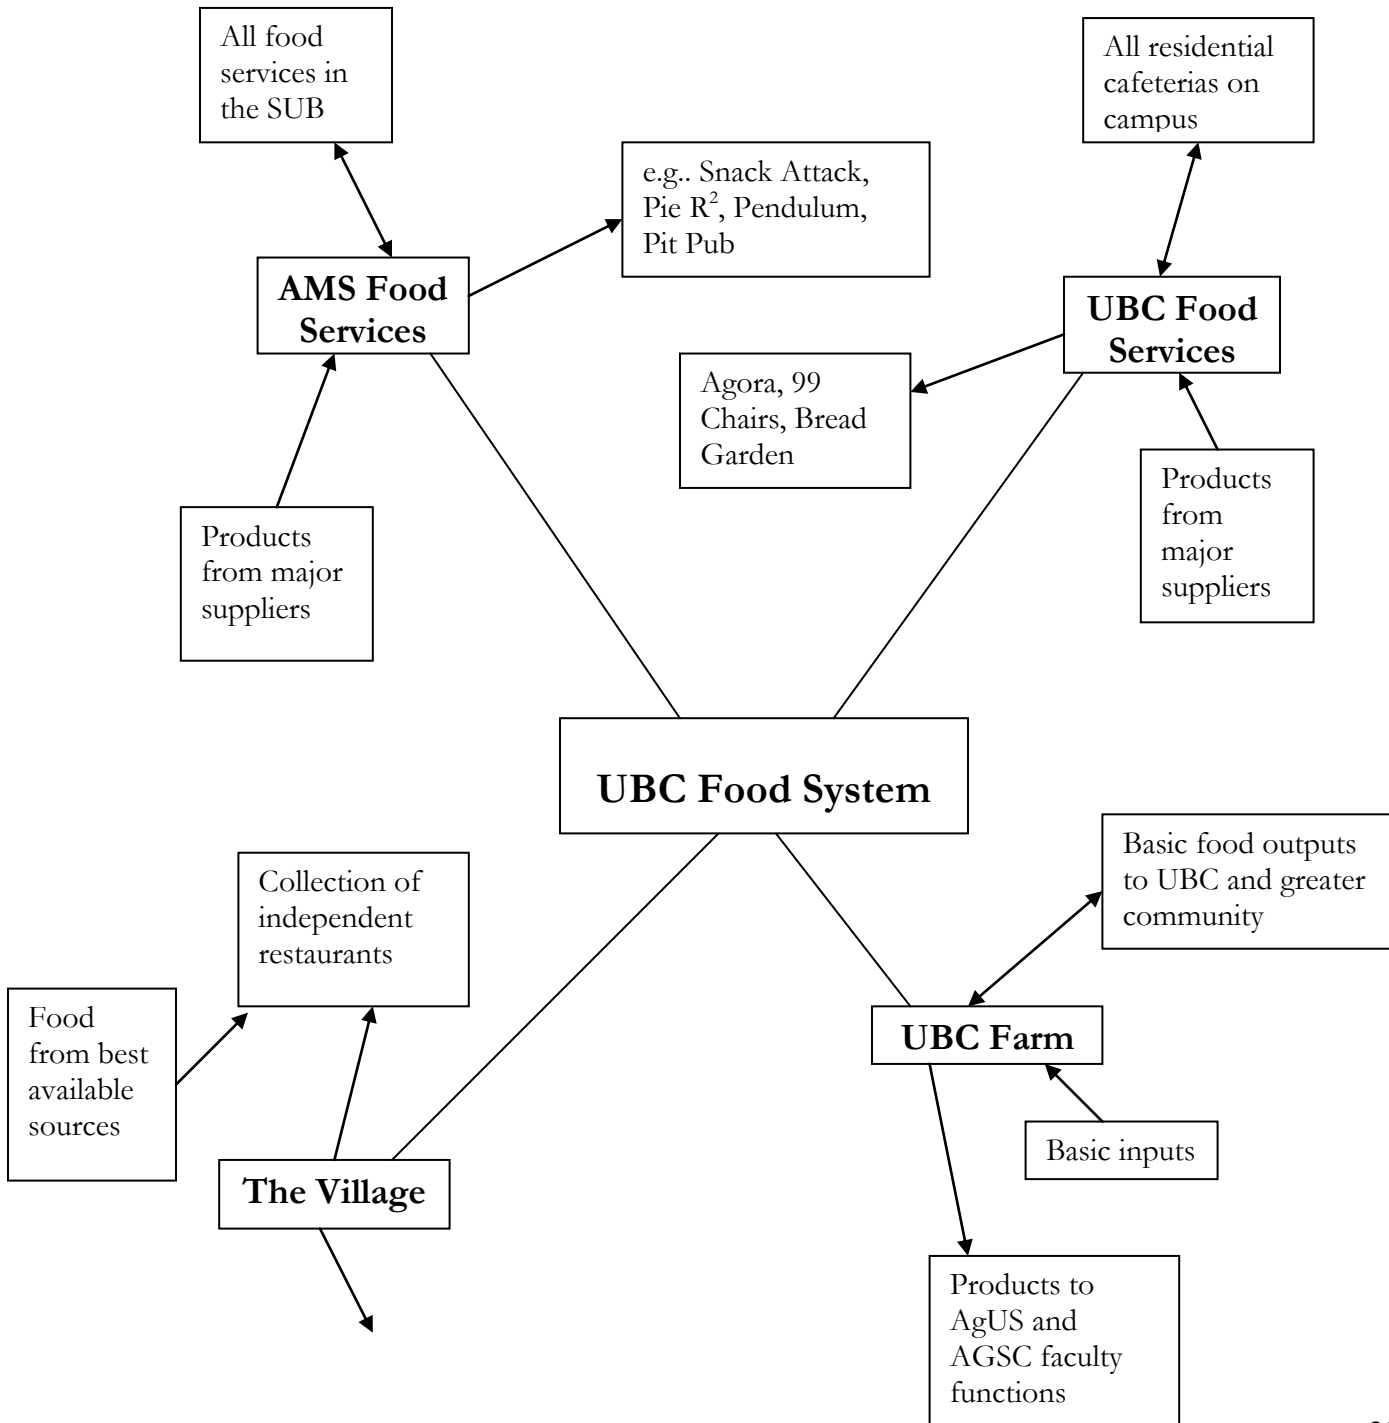 All food
services in
the SUB
All residential
cafeterias on
campus
e.g.. Snack Attack,
Pie R², Pendulum,
Pit Pub
AMS Food
Services
UBC Food
Services
Agora, 99
Chairs, Bread
Garden
Products
from
major
suppliers
Products
from major
suppliers
UBC Food System
Basic food outputs
to UBC and greater
community
Collection of
independent
restaurants
Food
from best
available
sources
UBC Farm
Basic inputs
The Village
Products to
AgUS and
AGSC faculty
functions